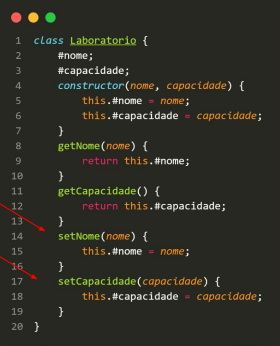 1 class Laboratorio {
2 #nome;
3 #capacidade;
4 constructor(nome, capacidade) {
5 this.#nome = nome;
6 this.#capacidade = capacidade;
7 }
8 getNome(nome) {
9 return this.#nome;
10 }
11 getCapacidade() {
12 return this.#capacidade;
13 }
14 setNome(nome) {
15 this.#nome = nome;
16 }
17 setCapacidade(capacidade) {
18 this.#capacidade = capacidade;
19 }
20 }